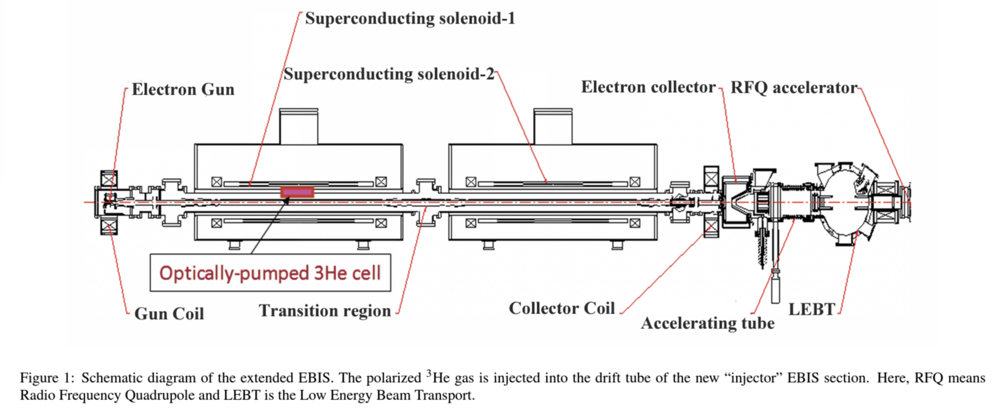 Superconducting solenoid-1
Superconducting solenoid-2
Electron Gun
Electron collector
RFQ accelerator
Optically-pumped 3He cell
Gun Coil
Transition region
Collector Coil
Accelerating tube
LEBT
Figure 1: Schematic diagram of the extended EBIS. The polarized ³He gas is injected into the drift tube of the new “injector” EBIS section. Here, RFQ means
Radio Frequency Quadrupole and LEBT is the Low Energy Beam Transport.